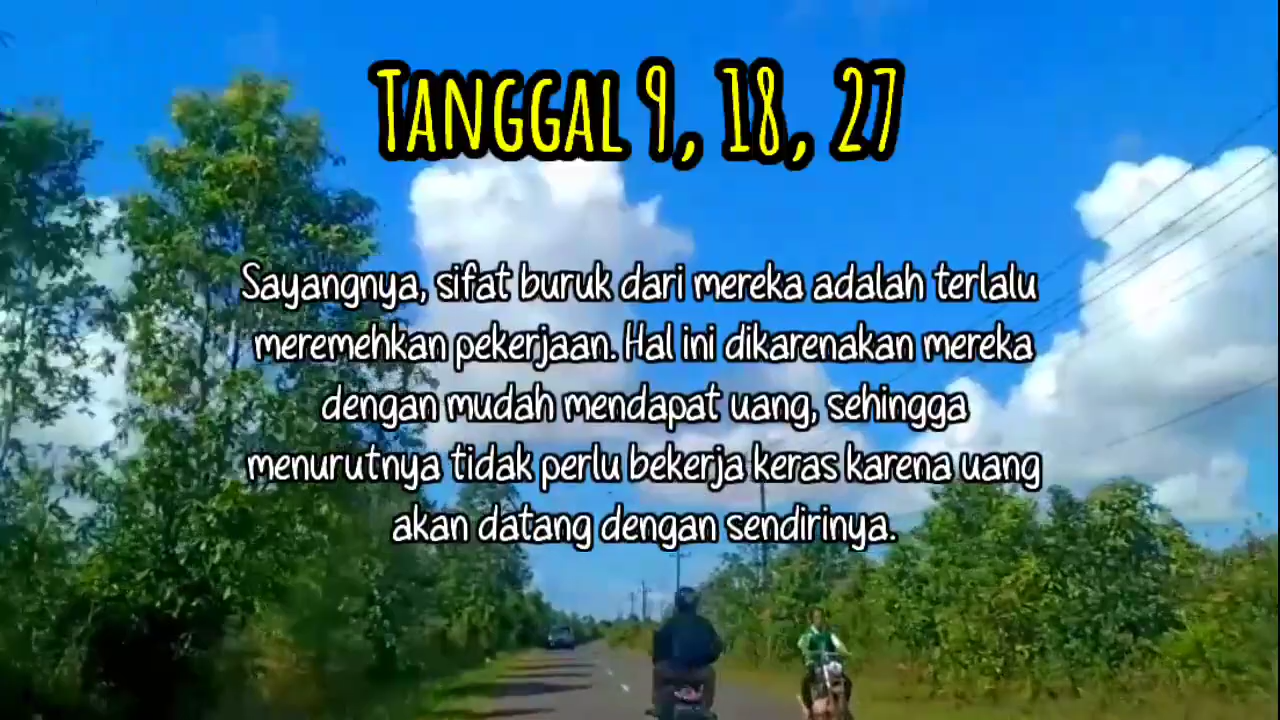 Tanggal 9, 18, 27
Sayangnya, sifat buruk dari mereka adalah terlalu
meremehkan pekerjaan. Hal ini dikarenakan mereka
dengan mudah mendapat uang, sehingga
menurutnya tidak perlu bekerja keras karena uang
akan datang dengan sendirinya.